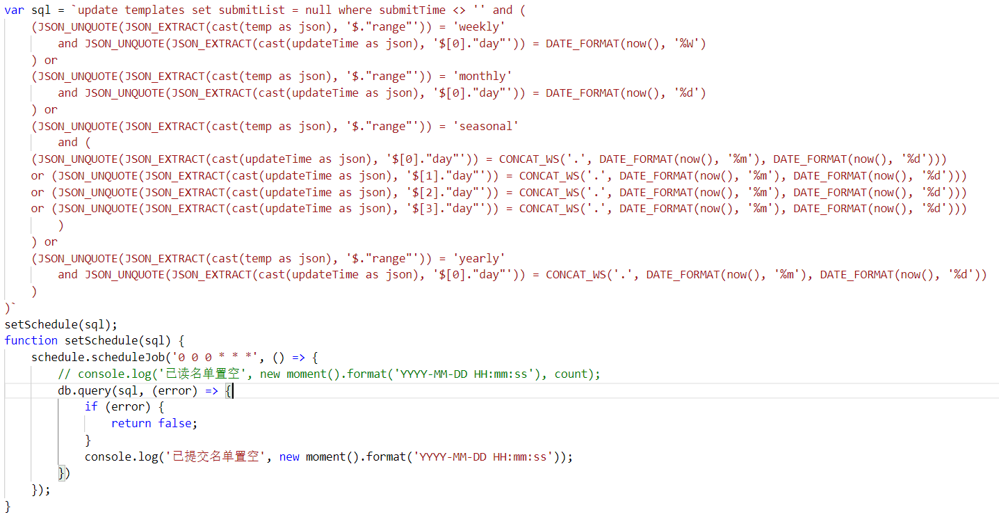 var sql = `update templates set submitList = null where submitTime <> '' and (
(JSON_UNQUOTE(JSON_EXTRACT(cast(temp as json), '$."range"')) = 'weekly'
and JSON_UNQUOTE(JSON_EXTRACT(cast(updateTime as json), '$[0]."day"')) = DATE_FORMAT(now(), '%W')
) or
(JSON_UNQUOTE(JSON_EXTRACT(cast(temp as json), '$."range"')) = 'monthly'
and JSON_UNQUOTE(JSON_EXTRACT(cast(updateTime as json), '$[0]."day"')) = DATE_FORMAT(now(), '%d')
) or
(JSON_UNQUOTE(JSON_EXTRACT(cast(temp as json), '$."range"')) = 'seasonal'
and (
(JSON_UNQUOTE(JSON_EXTRACT(cast(updateTime as json), '$[0]."day"')) = CONCAT_WS('.', DATE_FORMAT(now(), '%m'), DATE_FORMAT(now(), '%d')))
or (JSON_UNQUOTE(JSON_EXTRACT(cast(updateTime as json), '$[1]."day"')) = CONCAT_WS('.', DATE_FORMAT(now(), '%m'), DATE_FORMAT(now(), '%d')))
or (JSON_UNQUOTE(JSON_EXTRACT(cast(updateTime as json), '$[2]."day"')) = CONCAT_WS('.', DATE_FORMAT(now(), '%m'), DATE_FORMAT(now(), '%d')))
or (JSON_UNQUOTE(JSON_EXTRACT(cast(updateTime as json), '$[3]."day"')) = CONCAT_WS('.', DATE_FORMAT(now(), '%m'), DATE_FORMAT(now(), '%d')))
)
) or
(JSON_UNQUOTE(JSON_EXTRACT(cast(temp as json), '$."range"')) = 'yearly'
and JSON_UNQUOTE(JSON_EXTRACT(cast(updateTime as json), '$[0]."day"')) = CONCAT_WS('.', DATE_FORMAT(now(), '%m'), DATE_FORMAT(now(), '%d'))
)
)`
setSchedule(sql);
function setSchedule(sql) {
schedule.scheduleJob('0 0 0 * * *', () => {
// console.log('已读名单置空', new moment().format('YYYY-MM-DD HH:mm:ss'), count);
db.query(sql, (error) => {
if (error) {
return false;
}
console.log('已提交名单置空', new moment().format('YYYY-MM-DD HH:mm:ss'));
})
});
}